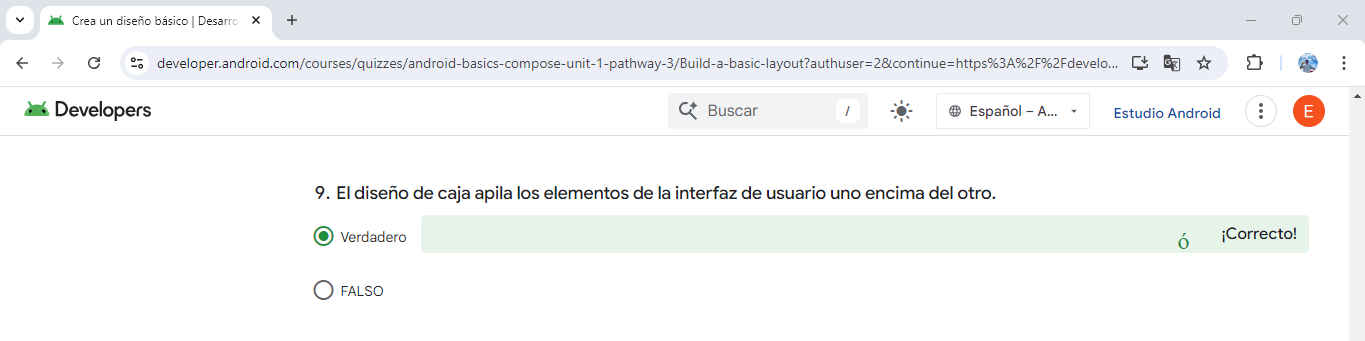 Crea un diseño básico | Desarro
developer.android.com/courses/quizzes/android-basics-compose-unit-1-pathway-3/Build-a-basic-layout?authuser=2&continue=https%3A%2F%2Fdevelo...
Developers
Buscar
/
Español – A...
Estudio Android
E
9. El diseño de caja apila los elementos de la interfaz de usuario uno encima del otro.
Verdadero
ó
¡Correcto!
FALSO